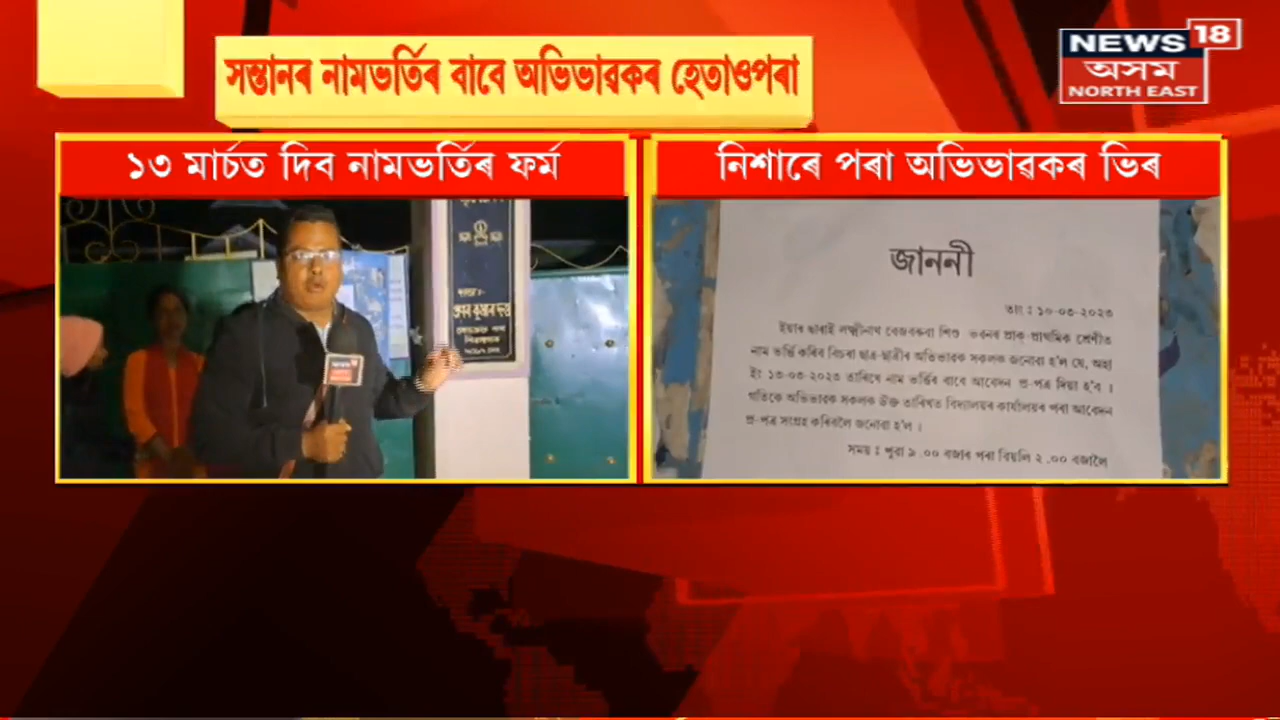 সন্তানৰ নামভৰ্তিৰ বাবে অভিভাৱকৰ হেতাওপৰা
NEWS 18
অসম
NORTH EAST
১৩ মাৰ্চত দিব নামভৰ্তিৰ ফৰ্ম
নিশাৰে পৰা অভিভাৱকৰ ভিৰ
জাননী
তাং : ১০-০৩-২০২৩
ইয়াৰ দ্বাৰাই লক্ষ্মীনাথ বেজবৰুৱা শিশু ভৱনৰ প্ৰাক্-প্ৰাথমিক শ্ৰেণীত
নাম ভৰ্ত্তি কৰিব বিচৰা ছাত্ৰ-ছাত্ৰীৰ অভিভাৱক সকলক জনোৱা হ'ল যে, অহা
ইং ১৩-০৩-২০২৩ তাৰিখে নাম ভৰ্ত্তিৰ বাবে আবেদন প্ৰ-পত্ৰ দিয়া হ'ব ।
গতিকে অভিভাৱক সকলক উক্ত তাৰিখত বিদ্যালয়ৰ কাৰ্যালয়ৰ পৰা আবেদন
প্ৰ-পত্ৰ সংগ্ৰহ কৰিবলৈ জনোৱা হ'ল ।
সময় : পুৱা ৯.০০ বজাৰ পৰা বিয়লি ২.০০ বজালৈ